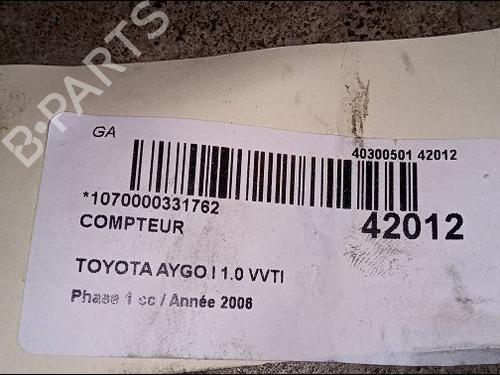 B-PARTS
GA
40300501 42012
*1070000331762
42012
COMPTEUR
TOYOTA AYGO I 1.0 VVTI
Phase 1 cc / Année 2008